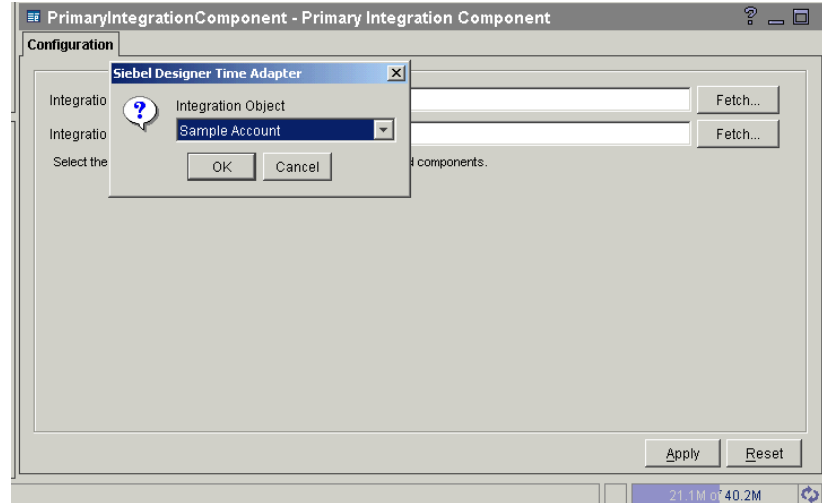 PrimaryIntegrationComponent - Primary Integration Component
Configuration
Siebel Designer Time Adapter
Integratio
Fetch...
Integration Object
Sample Account
Integratio
Fetch...
Select the
d components.
OK
Cancel
Apply
Reset
21.1M of 40.2M